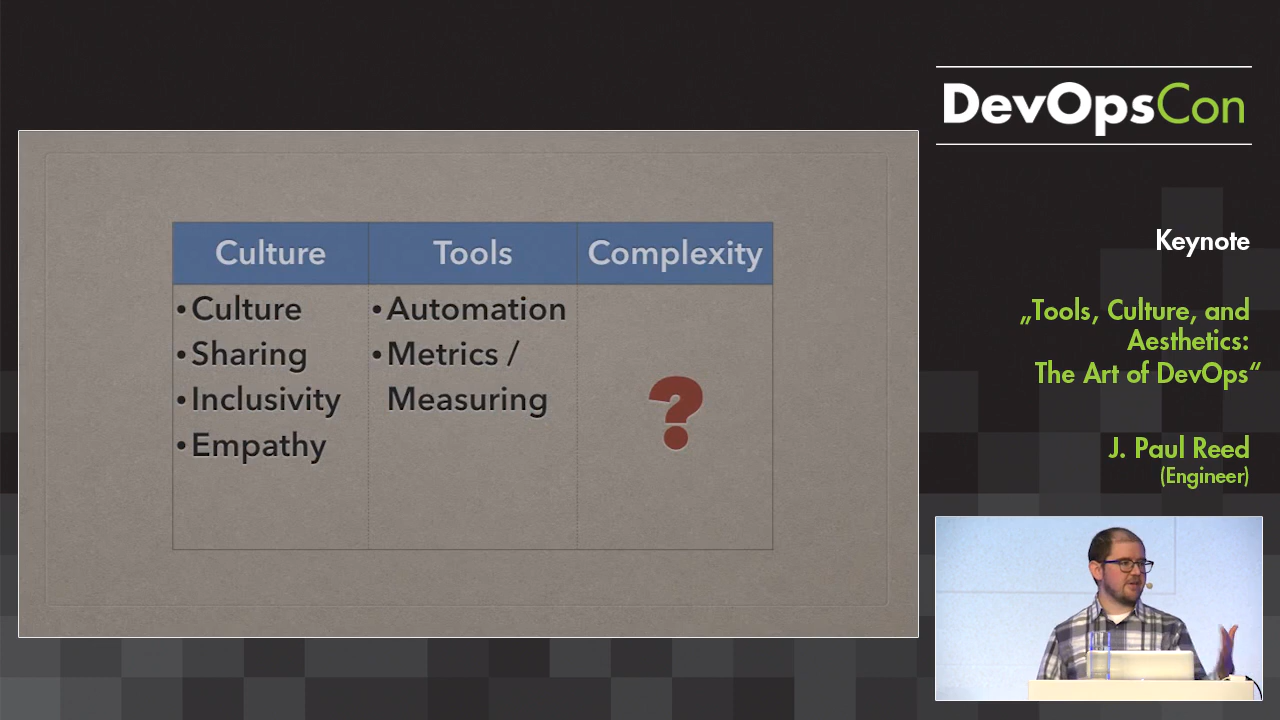 DevOpsCon
Keynote
„Tools, Culture, and
Aesthetics:
The Art of DevOps“
J. Paul Reed
(Engineer)
Culture Tools Complexity
•Culture •Automation
•Sharing •Metrics /
•Inclusivity Measuring
•Empathy
?